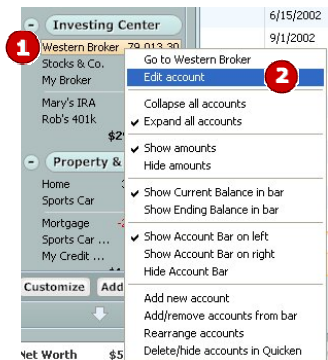 Investing Center
6/15/2002
1
Western Broker 79,013.30
9/1/2002
Stocks & Co.
Go to Western Broker
My Broker
Edit account
2
Mary's IRA
Collapse all accounts
Rob's 401k
✔ Expand all accounts
$2
✔ Show amounts
Property &
Hide amounts
Home
✔ Show Current Balance in bar
Sports Car
Show Ending Balance in bar
Mortgage
✔ Show Account Bar on left
Sports Car ...
Show Account Bar on right
My Credit ...
Hide Account Bar
Customize
Add
Add new account
Add/remove accounts from bar
Rearrange accounts
Net Worth $5
Delete/hide accounts in Quicken